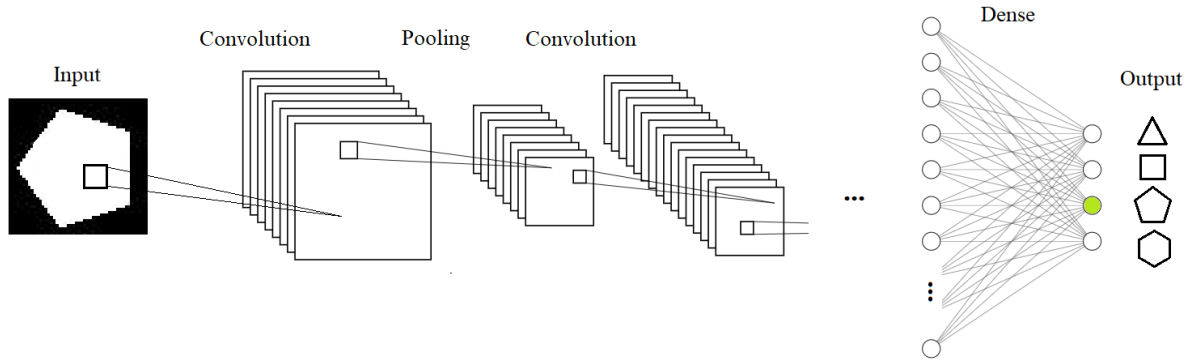 Input
Convolution
Pooling
Convolution
...
Dense
Output